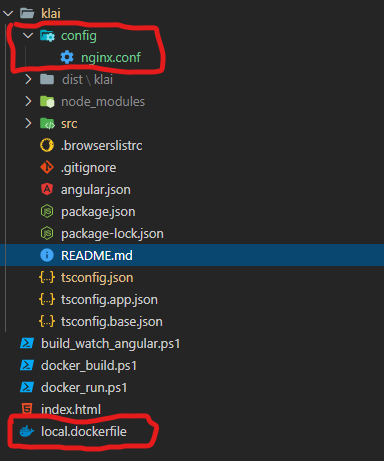 klai
config
nginx.conf
dist \ klai
node_modules
src
.browserslistrc
.gitignore
angular.json
package.json
package-lock.json
README.md
tsconfig.json
tsconfig.app.json
tsconfig.base.json
build_watch_angular.ps1
docker_build.ps1
docker_run.ps1
index.html
local.dockerfile